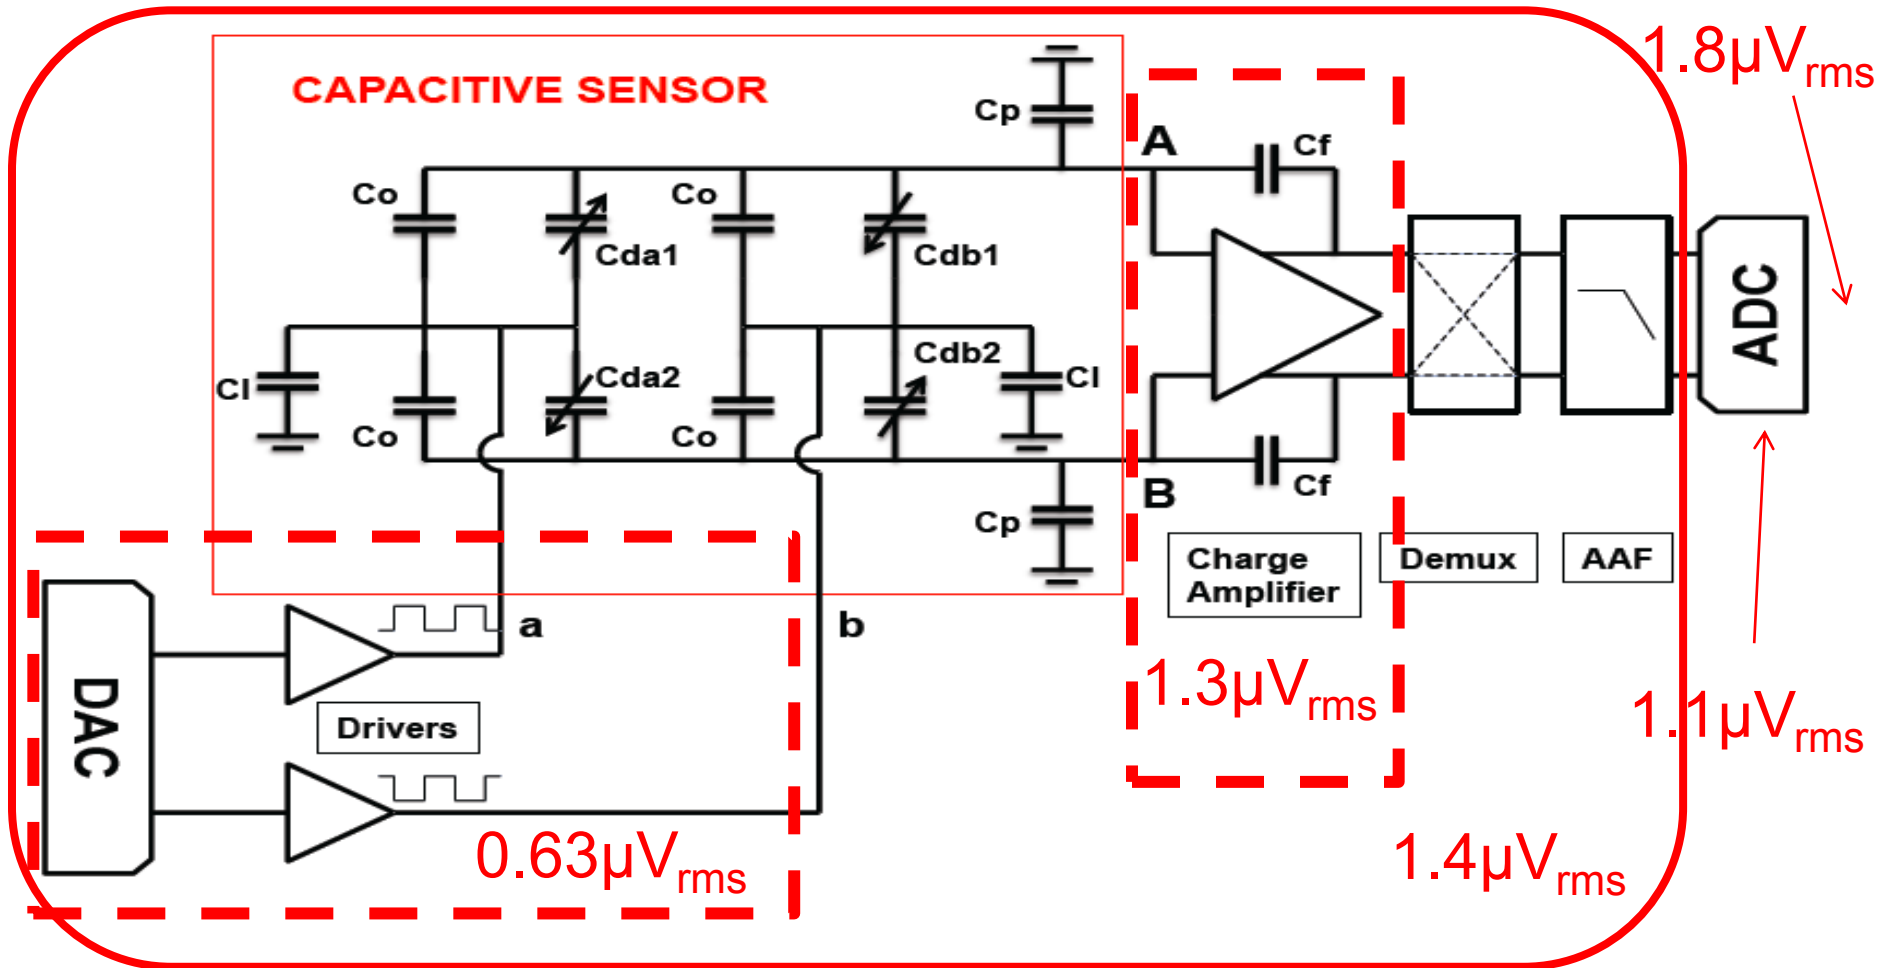 1.8µVrms
CAPACITIVE SENSOR
Cp
A
Cf
Co
Co
Cda1
Cdb1
ADC
Cdb2
Cl
Cda2
Cl
Co
Co
Cf
B
Cp
Charge
Amplifier
Demux
AAF
a
b
DAC
Drivers
1.3µVrms
1.1µVrms
0.63µVrms
1.4µVrms